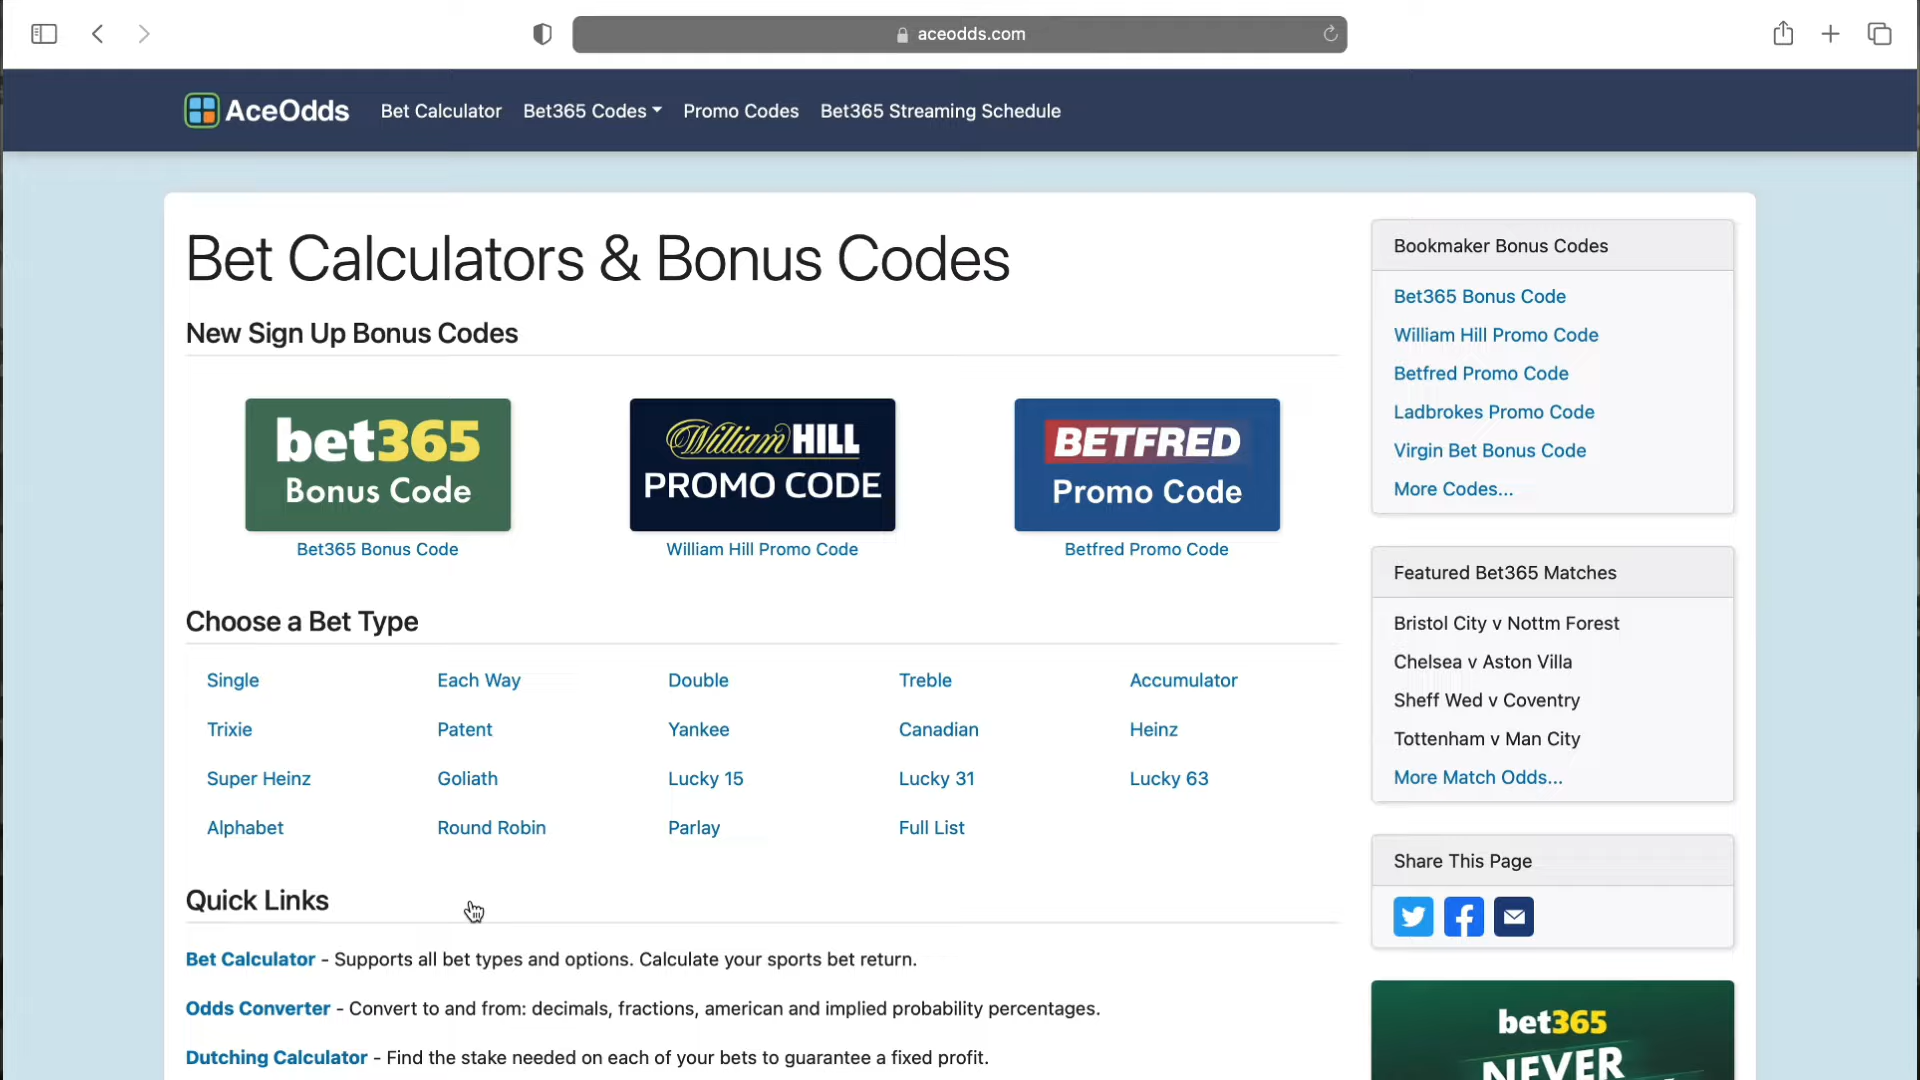 aceodds.com
AceOdds Bet Calculator Bet365 Codes Promo Codes Bet365 Streaming Schedule
Bet Calculators & Bonus Codes
New Sign Up Bonus Codes
bet365
Bonus Code
Bet365 Bonus Code
William HILL
PROMO CODE
William Hill Promo Code
BETFRED
Promo Code
Betfred Promo Code
Choose a Bet Type
Single Each Way Double Treble Accumulator
Trixie Patent Yankee Canadian Heinz
Super Heinz Goliath Lucky 15 Lucky 31 Lucky 63
Alphabet Round Robin Parlay Full List
Quick Links
Bet Calculator - Supports all bet types and options. Calculate your sports bet return.
Odds Converter - Convert to and from: decimals, fractions, american and implied probability percentages.
Dutching Calculator - Find the stake needed on each of your bets to guarantee a fixed profit.
Bookmaker Bonus Codes
Bet365 Bonus Code
William Hill Promo Code
Betfred Promo Code
Ladbrokes Promo Code
Virgin Bet Bonus Code
More Codes...
Featured Bet365 Matches
Bristol City v Nottm Forest
Chelsea v Aston Villa
Sheff Wed v Coventry
Tottenham v Man City
More Match Odds...
Share This Page
bet365
NEVER